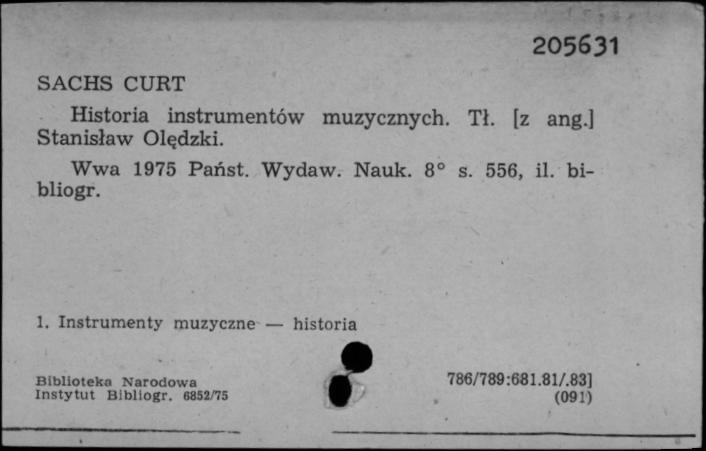 205631
SACHS CURT
Historia instrumentów muzycznych. Tł. [z ang.]
Stanisław Olędzki.
Wwa 1975 Państ. Wydaw. Nauk. 8° s. 556, il. bi-
bliogr.
1. Instrumenty muzyczne — historia
Biblioteka Narodowa
Instytut Bibliogr. 6852/75
786/789:681.81/.83]
(091)